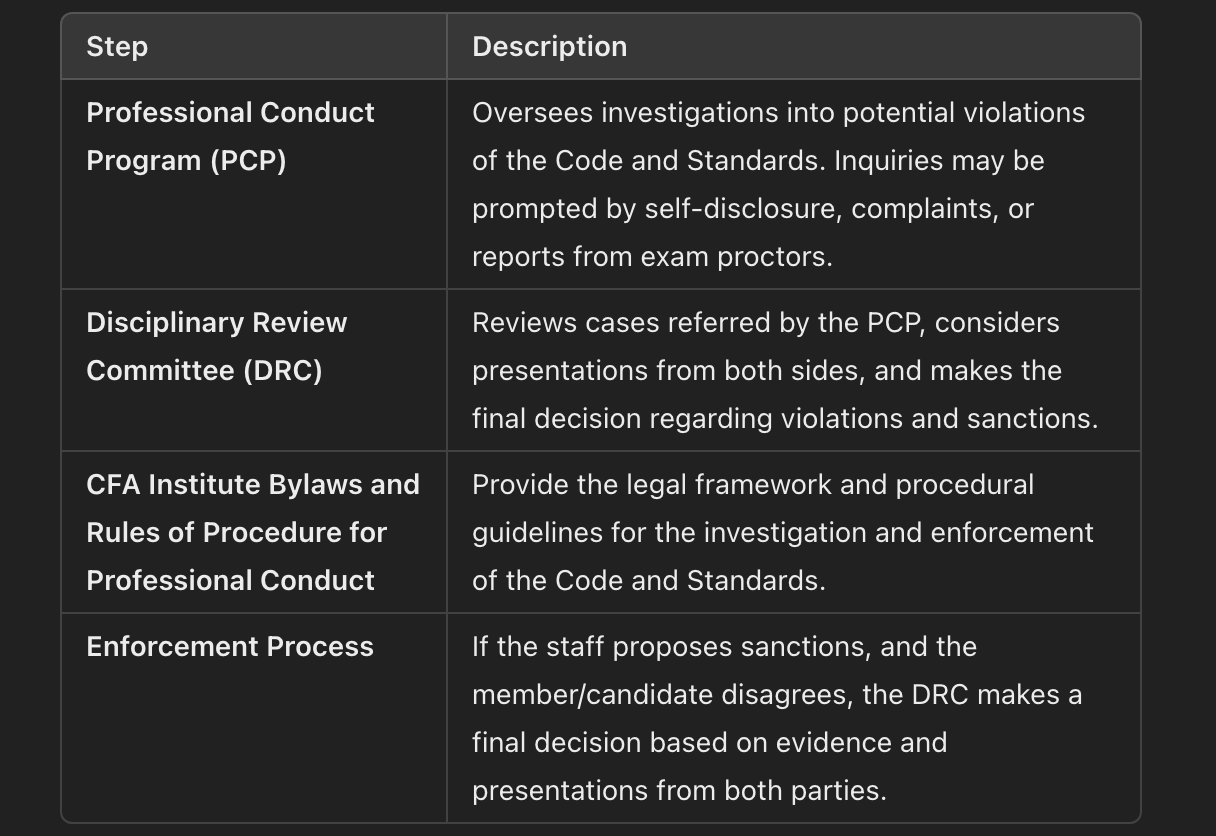 Step
Description
Professional Conduct
Program (PCP)
Oversees investigations into potential violations
of the Code and Standards. Inquiries may be
prompted by self-disclosure, complaints, or
reports from exam proctors.
Disciplinary Review
Committee (DRC)
Reviews cases referred by the PCP, considers
presentations from both sides, and makes the
final decision regarding violations and sanctions.
CFA Institute Bylaws and
Rules of Procedure for
Professional Conduct
Provide the legal framework and procedural
guidelines for the investigation and enforcement
of the Code and Standards.
Enforcement Process
If the staff proposes sanctions, and the
member/candidate disagrees, the DRC makes a
final decision based on evidence and
presentations from both parties.